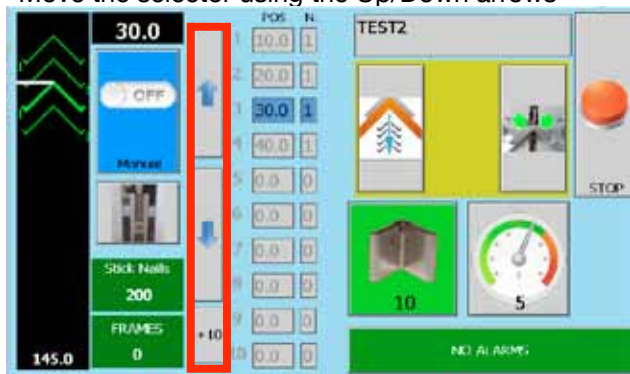 Move the selector using the Up/Down arrows
30.0
POS N
TEST2
1 10.0 1
2 20.0 1
OFF
3 30.0 1
4 40.0 1
Manual
5 0.0 0
STOP
6 0.0 0
7 0.0 0
Stick Nails
200
8 0.0 0
10
5
FRAMES
0
+10
9 0.0 0
145.0
10 0.0 0
NO ALARMS